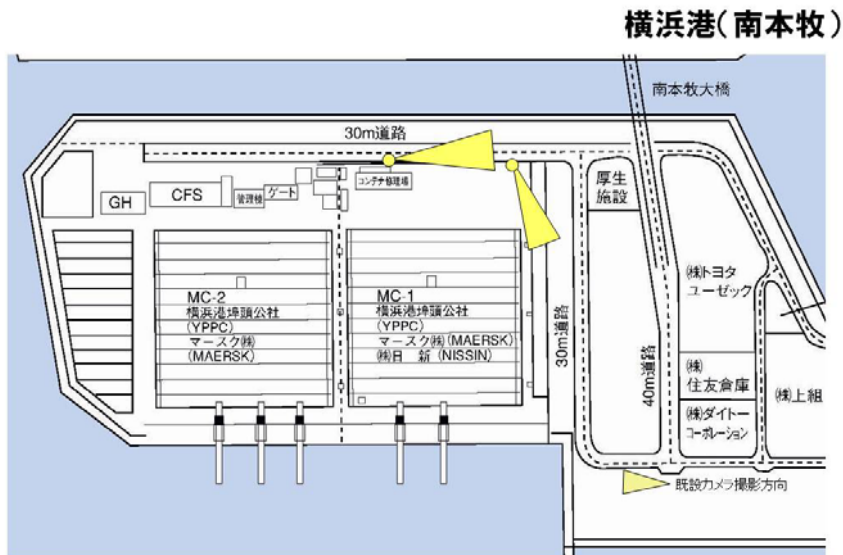 横浜港(南本牧)
南本牧大橋
30m道路
コンテナ修理場
厚生
施設
GH
CFS
管理棟
ゲート
㈱トヨタ
ユーゼック
MC-2
横浜港埠頭公社
(YPPC)
マースク㈱
(MAERSK)
MC-1
横浜港埠頭公社
(YPPC)
マースク㈱(MAERSK)
㈱日 新 (NISSIN)
30m道路
40m道路
㈱
住友倉庫
㈱上組
㈱ダイトー
コーポレーション
既設カメラ撮影方向